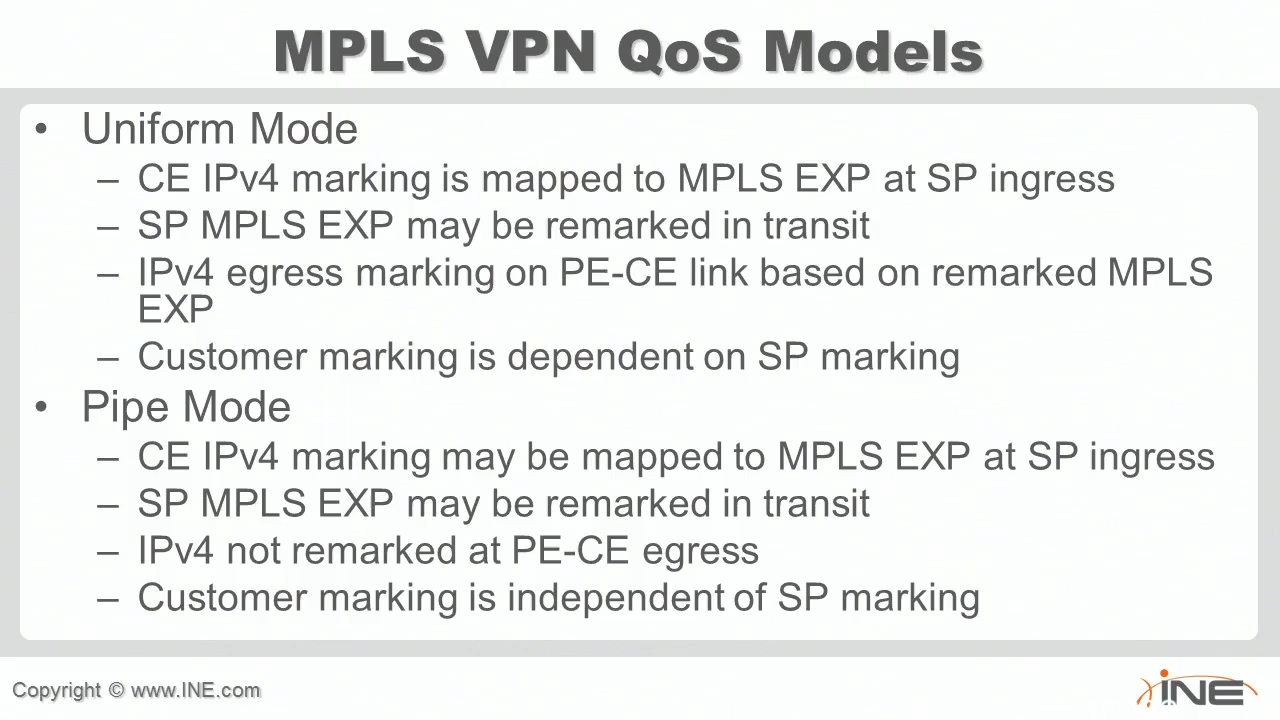 MPLS VPN QoS Models
• Uniform Mode
– CE IPv4 marking is mapped to MPLS EXP at SP ingress
– SP MPLS EXP may be remarked in transit
– IPv4 egress marking on PE-CE link based on remarked MPLS
EXP
– Customer marking is dependent on SP marking
• Pipe Mode
– CE IPv4 marking may be mapped to MPLS EXP at SP ingress
– SP MPLS EXP may be remarked in transit
– IPv4 not remarked at PE-CE egress
– Customer marking is independent of SP marking
Copyright © www.INE.com
iNE